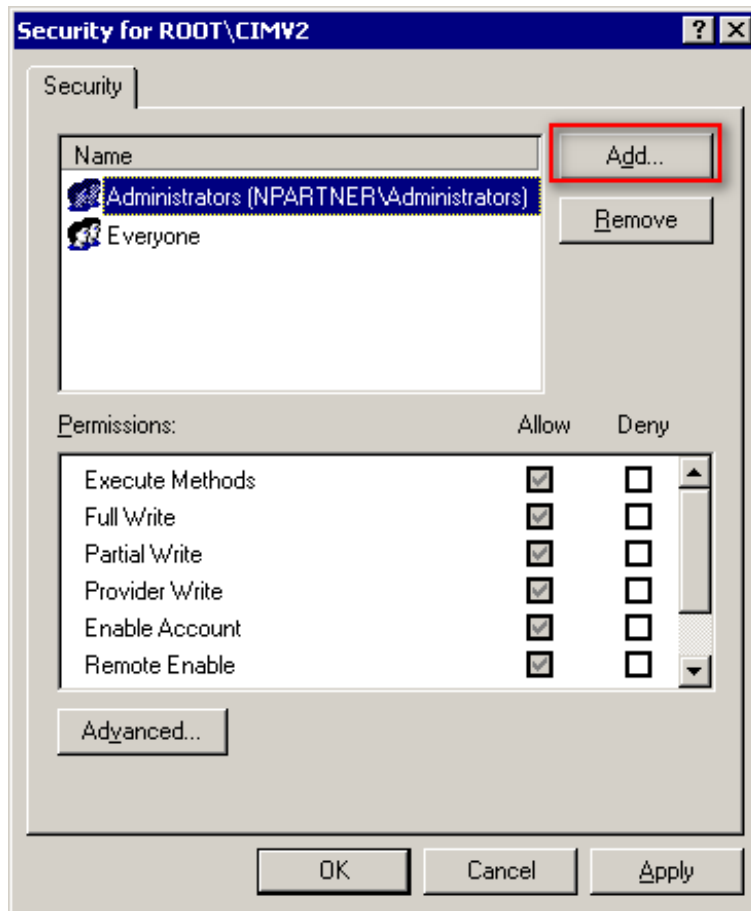 Security for ROOT\CIMV2
Security
Name
Add...
Administrators (NPARTNER\Administrators)
Remove
Everyone
Permissions: Allow Deny
Execute Methods
Full Write
Partial Write
Provider Write
Enable Account
Remote Enable
Advanced...
OK Cancel Apply